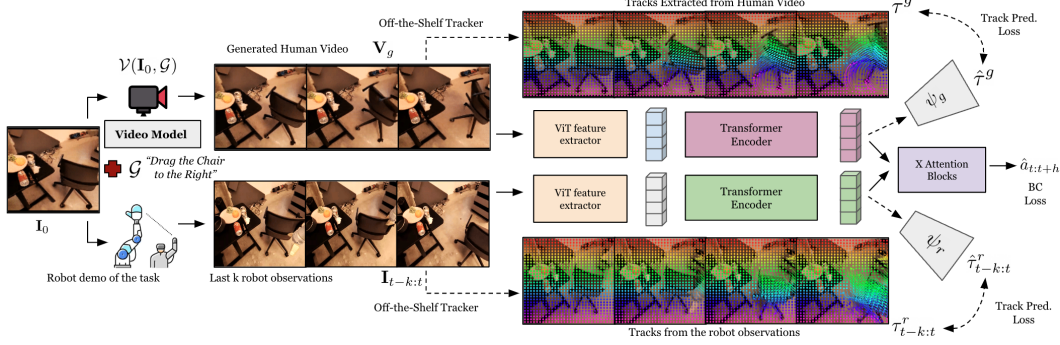 Tracks Extracted from Human Video
τ^g
Off-the-Shelf Tracker
Track Pred.
Loss
Generated Human Video
V_g
τ̂^g
𝒱(I_0, 𝒢)
ψ_g
Video Model
ViT feature
extractor
Transformer
Encoder
𝒢 "Drag the Chair
to the Right"
X Attention
Blocks
â_{t:t+h}
BC
Loss
ViT feature
extractor
Transformer
Encoder
I_0
ψ_r
τ̂^r_{t−k:t}
Robot demo of the task
Last k robot observations
I_{t−k:t}
Off-the-Shelf Tracker
Track Pred.
Loss
τ^r_{t−k:t}
Tracks from the robot observations